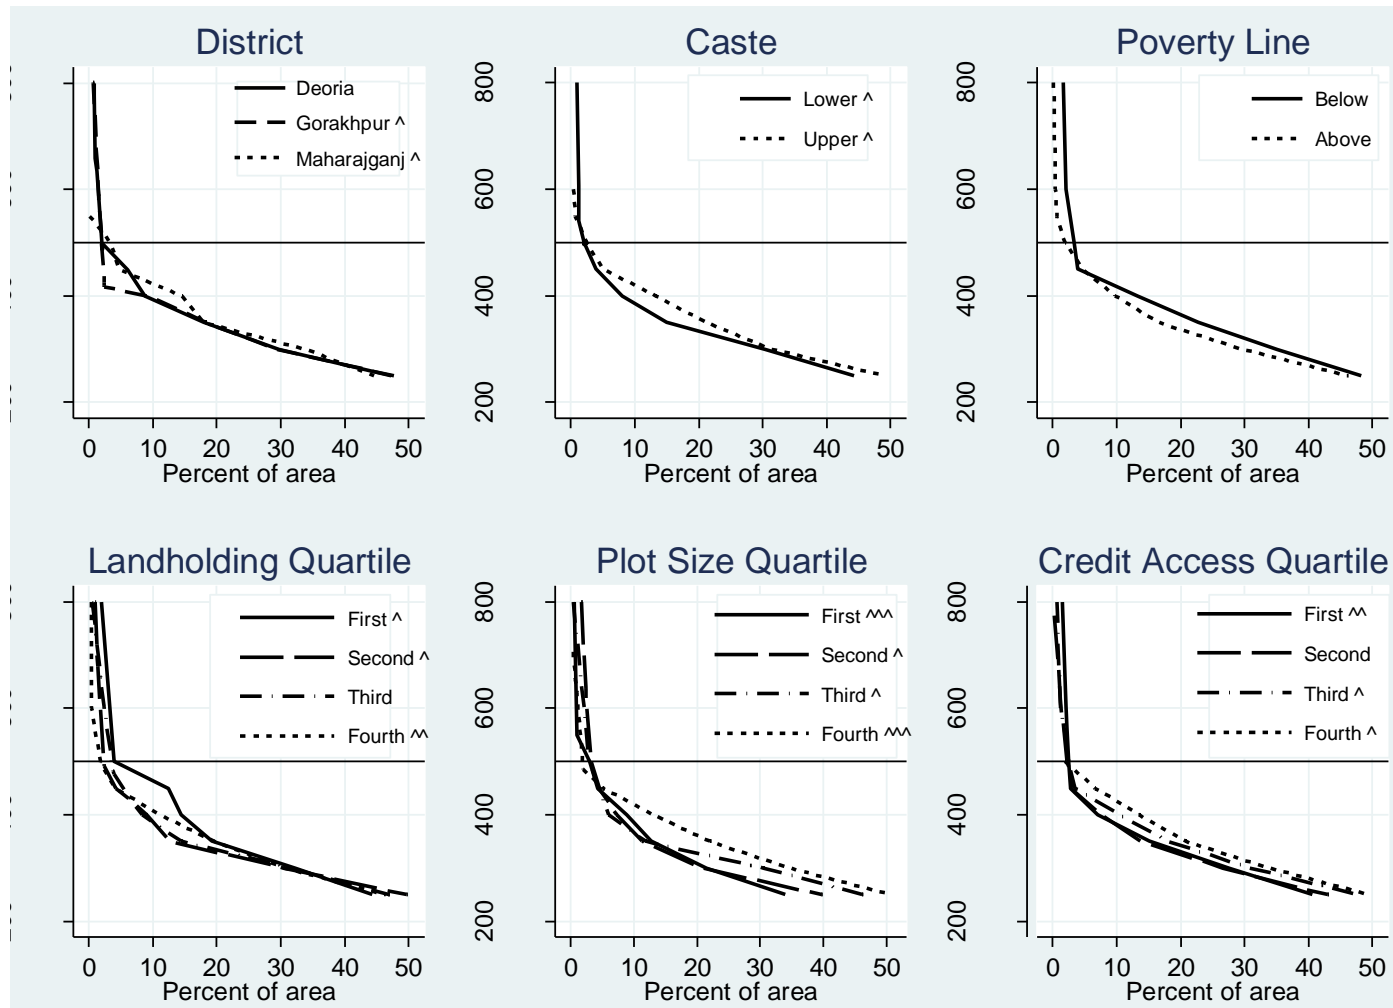 District
Deoria
Gorakhpur ^
Maharajganj ^
0 10 20 30 40 50
Percent of area
Caste
800
600
400
200
Lower ^
Upper ^
0 10 20 30 40 50
Percent of area
Poverty Line
800
600
400
200
Below
Above
0 10 20 30 40 50
Percent of area
Landholding Quartile
First ^
Second ^
Third
Fourth ^^
0 10 20 30 40 50
Percent of area
Plot Size Quartile
800
600
400
200
First ^^^
Second ^
Third ^
Fourth ^^^
0 10 20 30 40 50
Percent of area
Credit Access Quartile
800
600
400
200
First ^^
Second
Third ^
Fourth ^
0 10 20 30 40 50
Percent of area